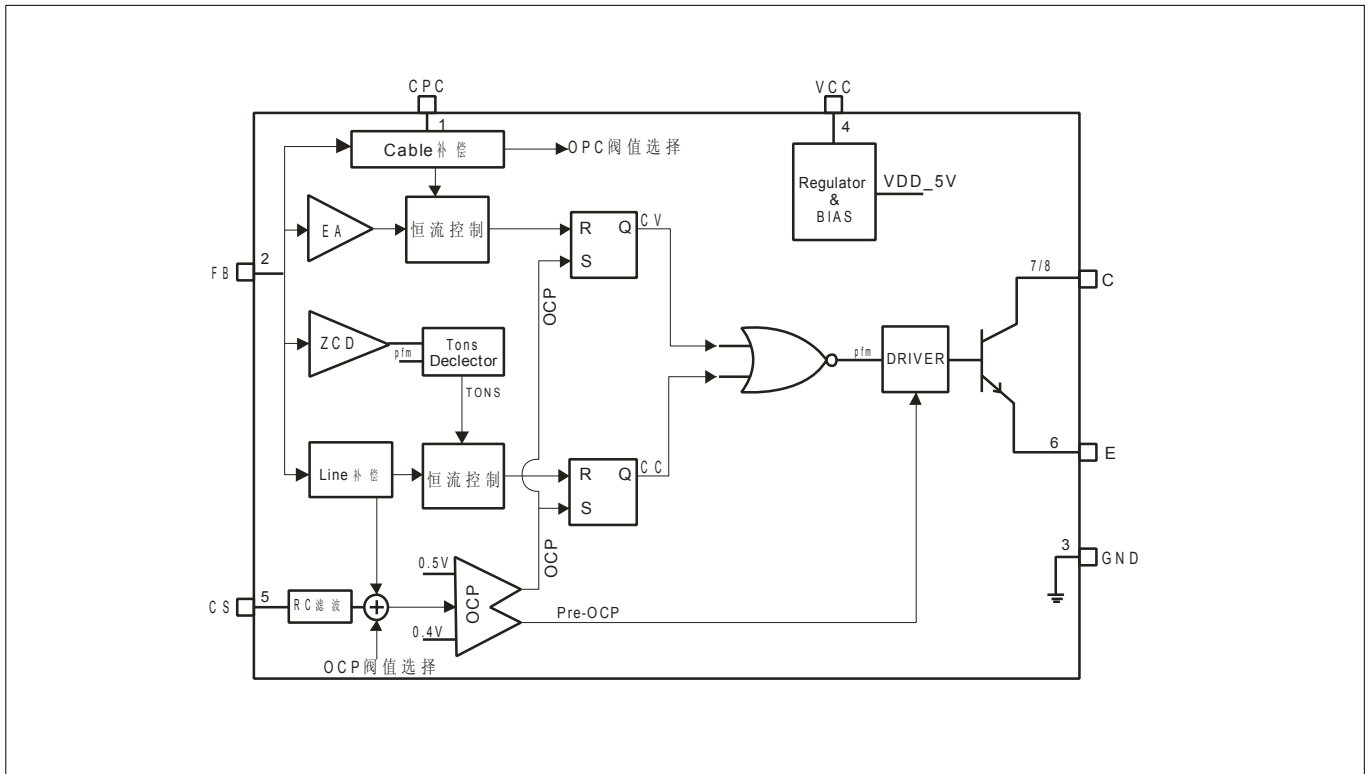 CPC
VCC
1
4
Cable补偿
OPC阀值选择
Regulator
&
BIAS
VDD_5V
EA
恒流控制
R
Q
CV
S
2
FB
7/8
C
OCP
ZCD
pfm
Tons
Declector
TONS
pfm
DRIVER
6
E
Line补偿
恒流控制
R
Q
CC
S
OCP
3
GND
0.5V
5
CS
RC滤波
+
OCP
Pre-OCP
0.4V
OCP阀值选择